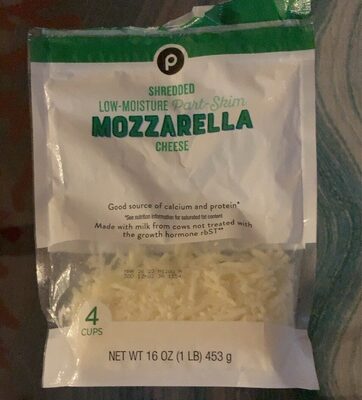 p
SHREDDED
LOW-MOISTURE Part-Skim
MOZZARELLA
CHEESE
Good source of calcium and protein*
*See nutrition information for saturated fat content
Made with milk from cows not treated with
the growth hormone rbST**
4
CUPS
NET WT 16 OZ (1 LB) 453 g